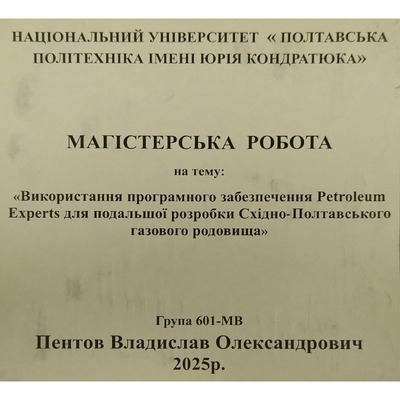 НАЦІОНАЛЬНИЙ УНІВЕРСИТЕТ « ПОЛТАВСЬКА
ПОЛІТЕХНІКА ІМЕНІ ЮРІЯ КОНДРАТЮКА»
МАГІСТЕРСЬКА РОБОТА
на тему:
«Використання програмного забезпечення Petroleum
Experts для подальшої розробки Східно-Полтавського
газового родовища»
Група 601-МВ
Пентов Владислав Олександрович
2025р.